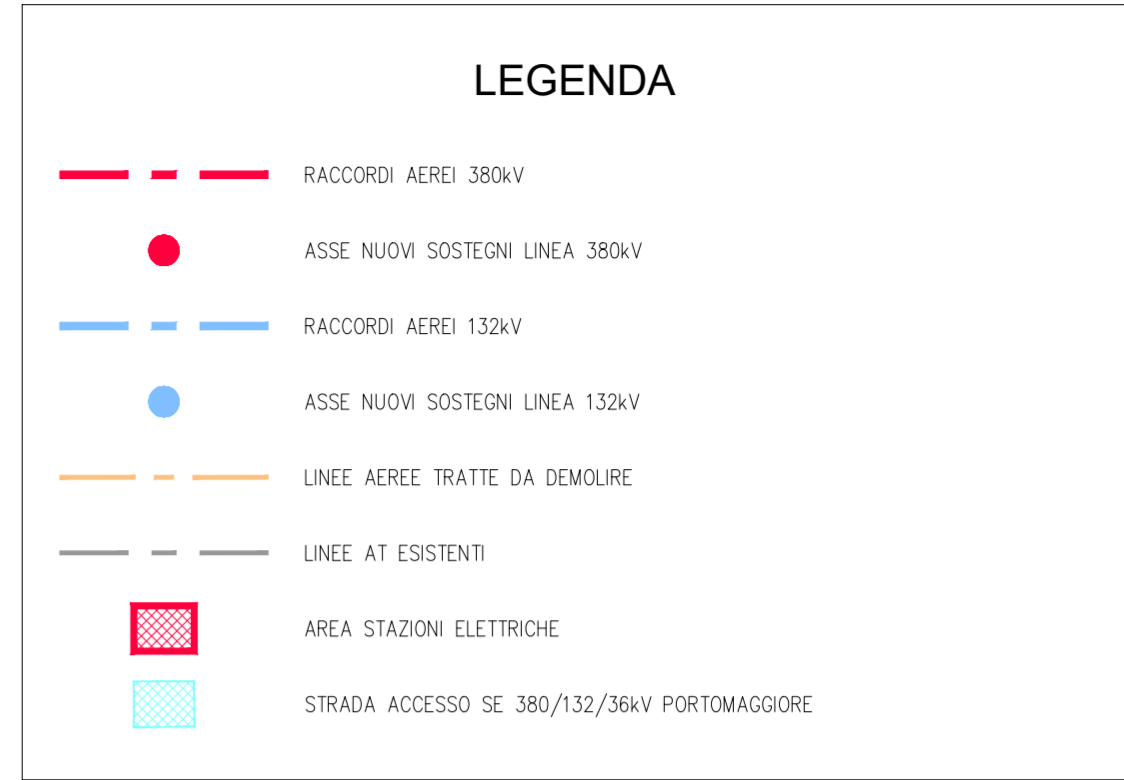 LEGENDA
RACCORDI AEREI 380kV
ASSE NUOVI SOSTEGNI LINEA 380kV
RACCORDI AEREI 132kV
ASSE NUOVI SOSTEGNI LINEA 132kV
LINEE AEREE TRATTE DA DEMOLIRE
LINEE AT ESISTENTI
AREA STAZIONI ELETTRICHE
STRADA ACCESSO SE 380/132/36kV PORTOMAGGIORE